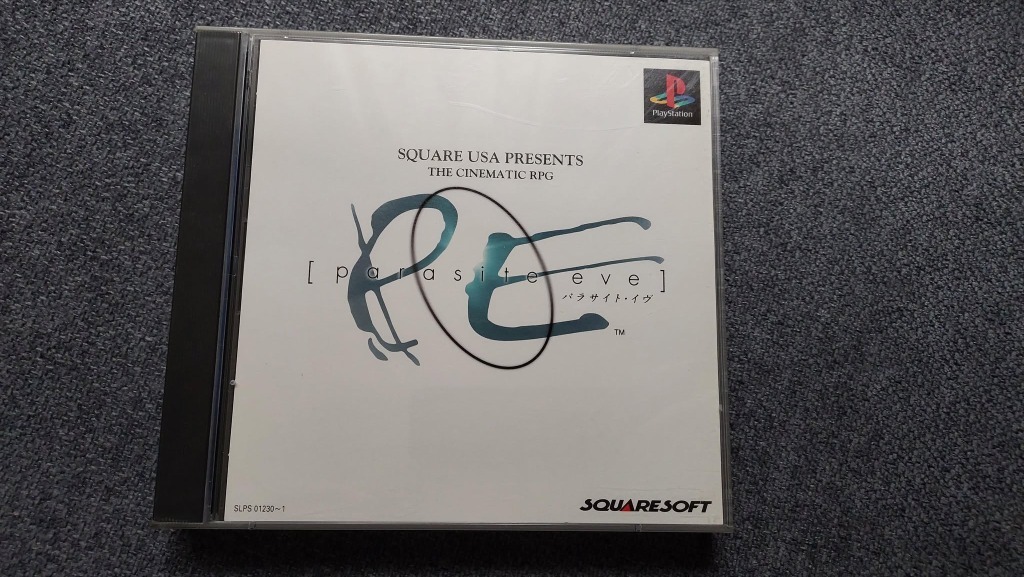 PlayStation
SQUARE USA PRESENTS
THE CINEMATIC RPG
PE
[ parasite eve ]
パラサイト・イヴ
TM
SLPS 01230~1
SQUARESOFT